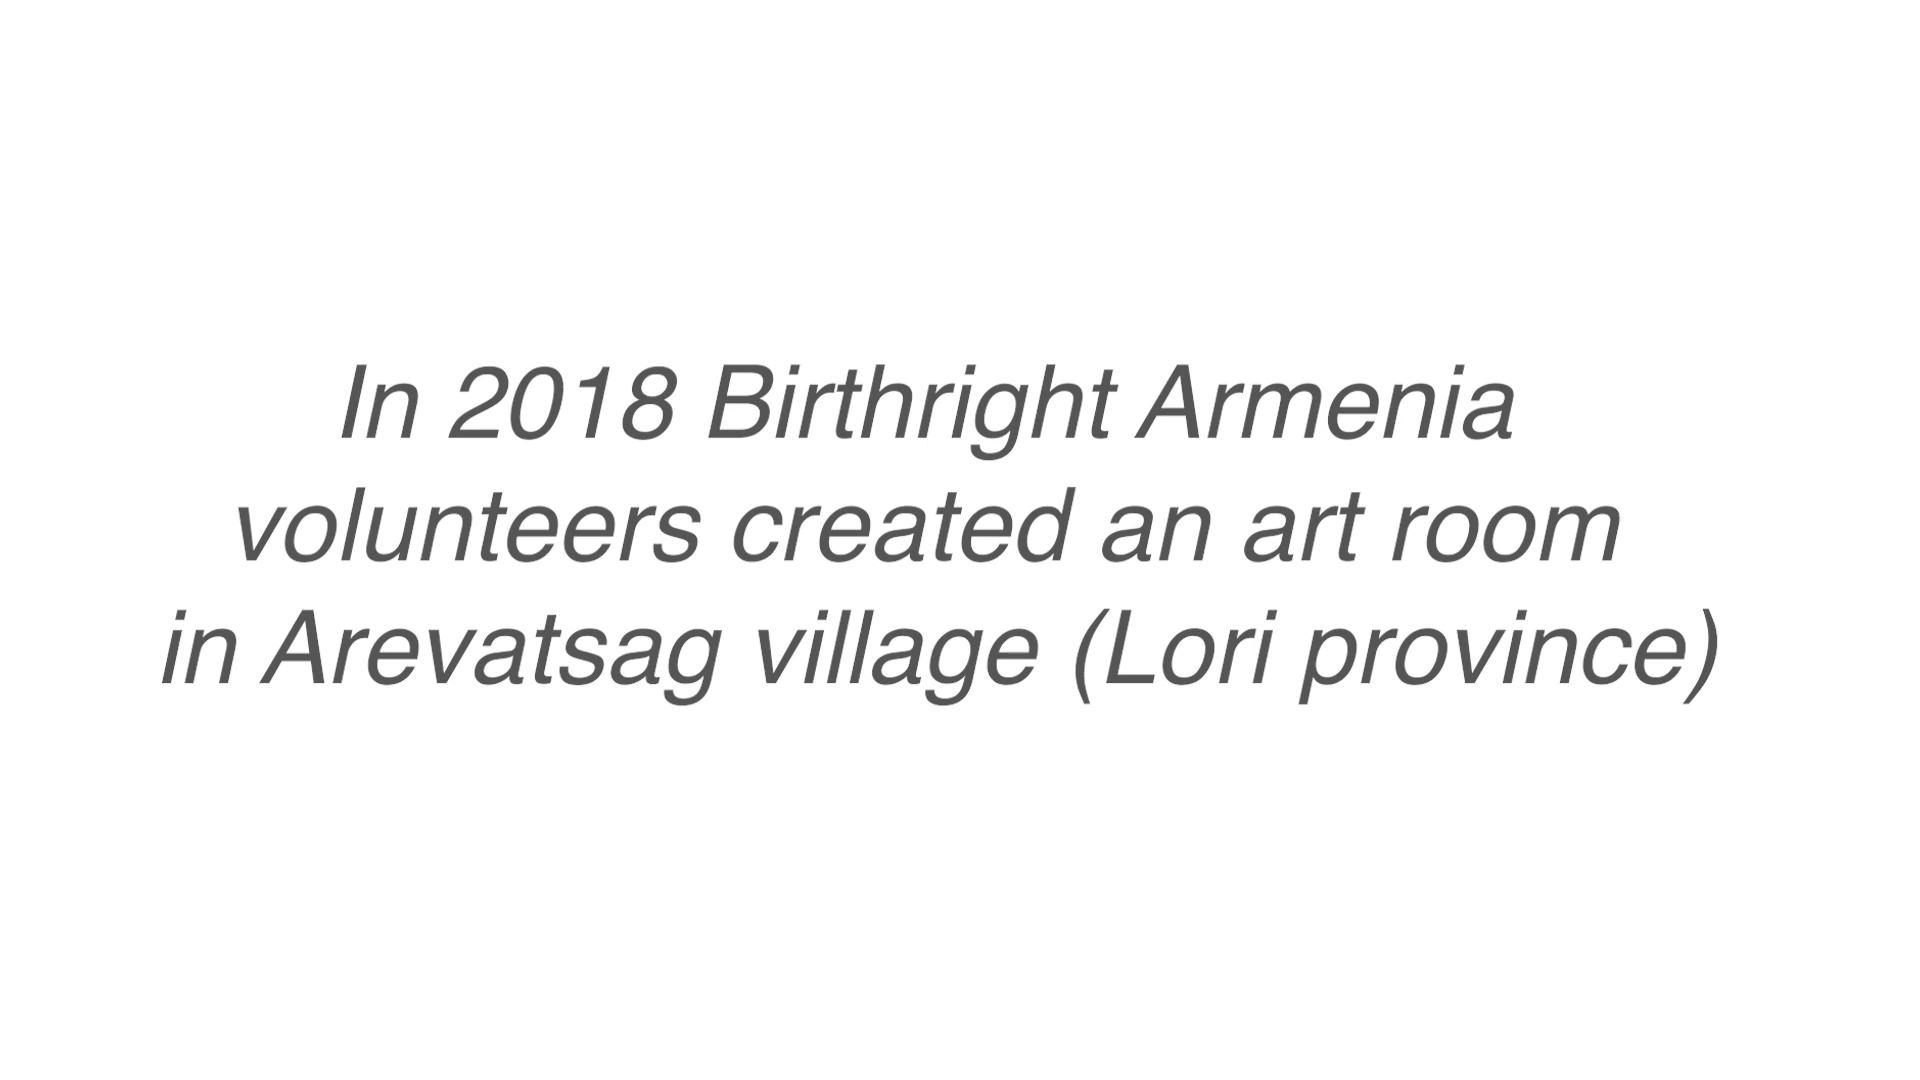 In 2018 Birthright Armenia
volunteers created an art room
in Arevatsag village (Lori province)